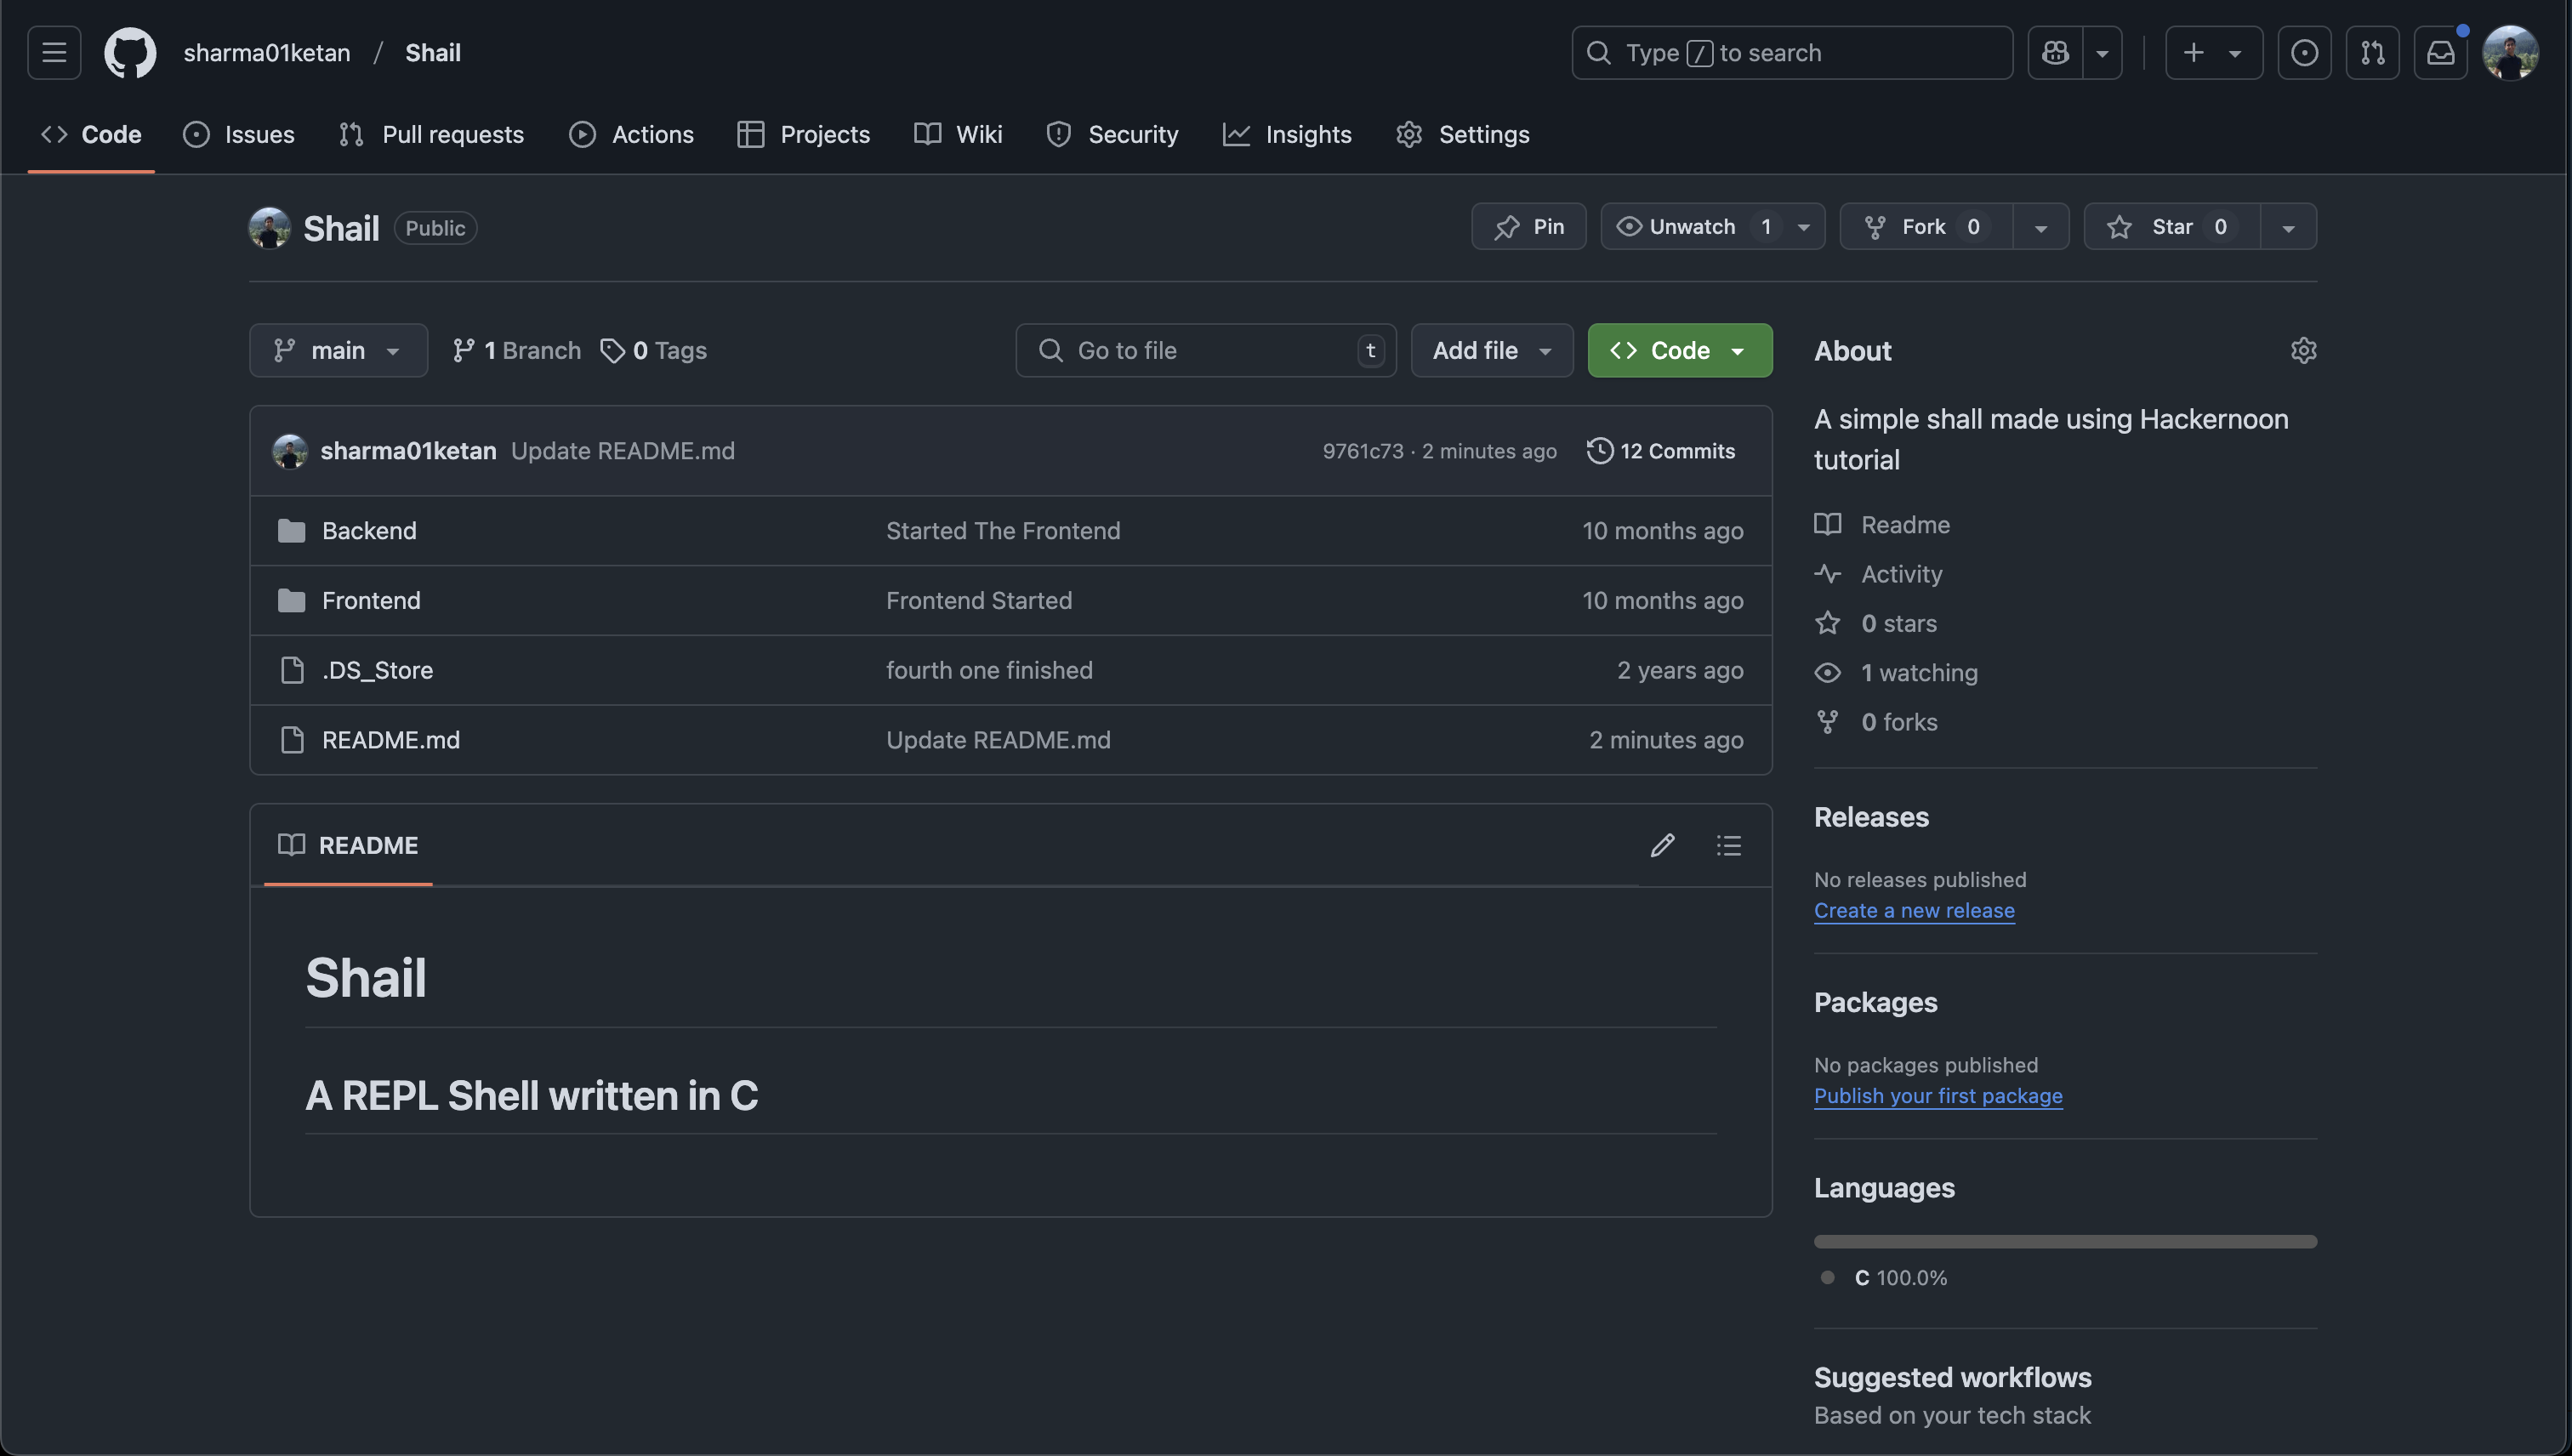 sharma01ketan / Shail
Type / to search
Code Issues Pull requests Actions Projects Wiki Security Insights Settings
Shail Public
Pin Unwatch 1 Fork 0 Star 0
main 1 Branch 0 Tags Go to file t Add file Code
sharma01ketan Update README.md 9761c73 · 2 minutes ago 12 Commits
Backend Started The Frontend 10 months ago
Frontend Frontend Started 10 months ago
.DS_Store fourth one finished 2 years ago
README.md Update README.md 2 minutes ago
README
Shail
A REPL Shell written in C
About
A simple shall made using Hackernoon
tutorial
Readme
Activity
0 stars
1 watching
0 forks
Releases
No releases published
Create a new release
Packages
No packages published
Publish your first package
Languages
C 100.0%
Suggested workflows
Based on your tech stack